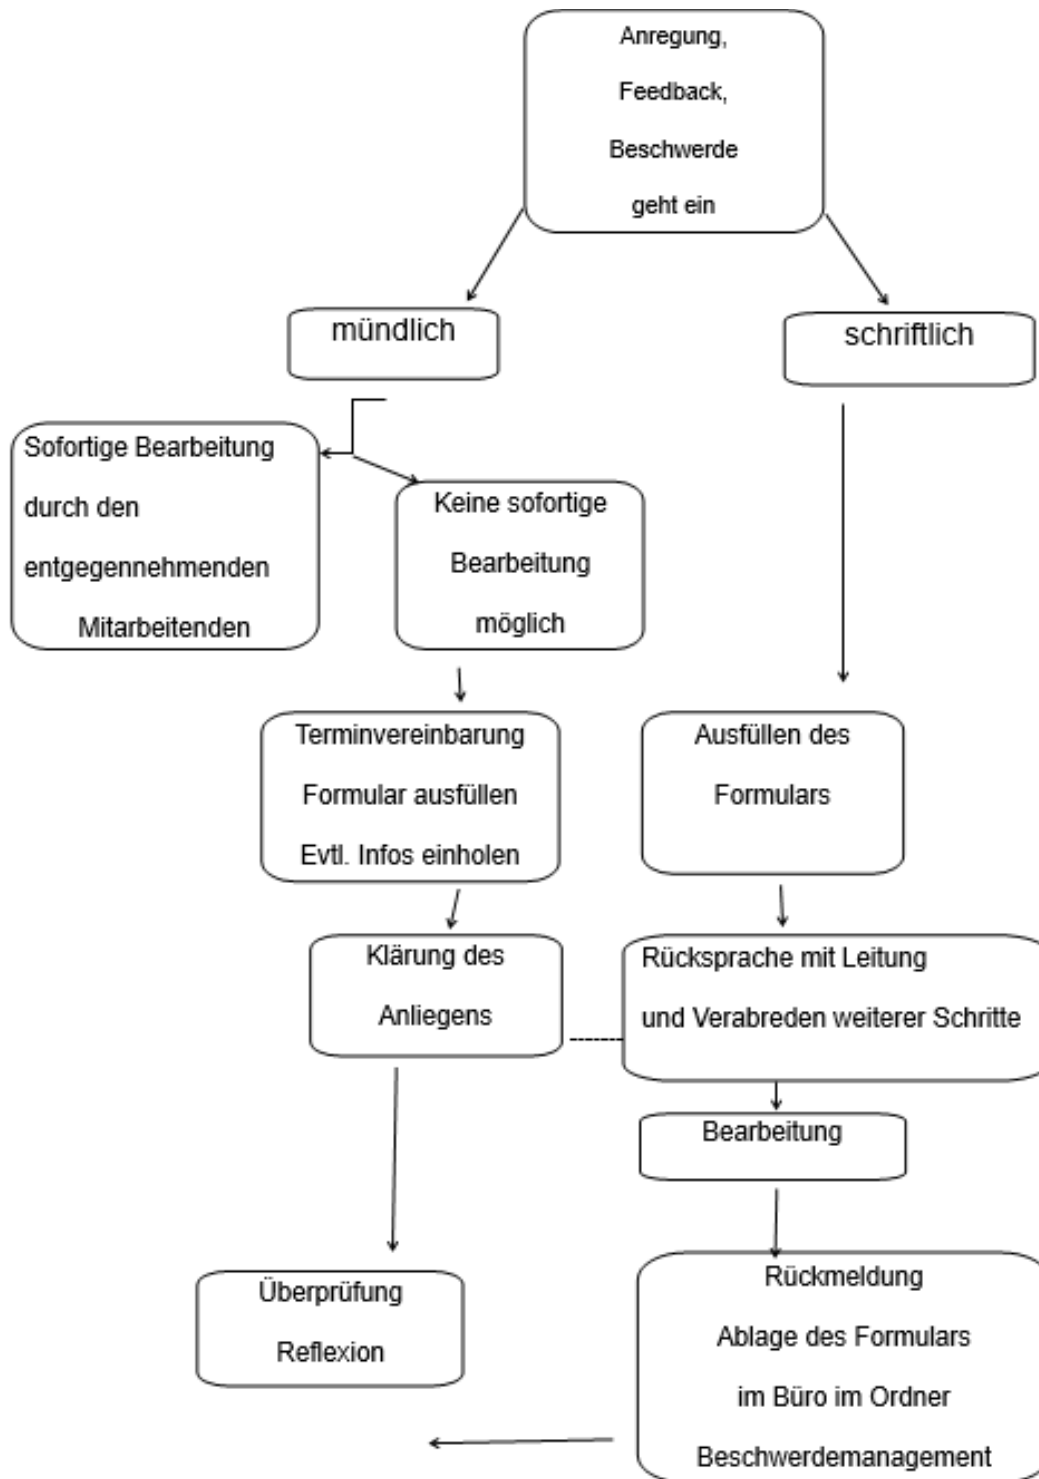 Anregung,
Feedback,
Beschwerde
geht ein
mündlich
schriftlich
Sofortige Bearbeitung
durch den
entgegennehmenden
Mitarbeitenden
Keine sofortige
Bearbeitung
möglich
Terminvereinbarung
Formular ausfüllen
Evtl. Infos einholen
Ausfüllen des
Formulars
Klärung des
Anliegens
Rücksprache mit Leitung
und Verabreden weiterer Schritte
Bearbeitung
Überprüfung
Reflexion
Rückmeldung
Ablage des Formulars
im Büro im Ordner
Beschwerdemanagement